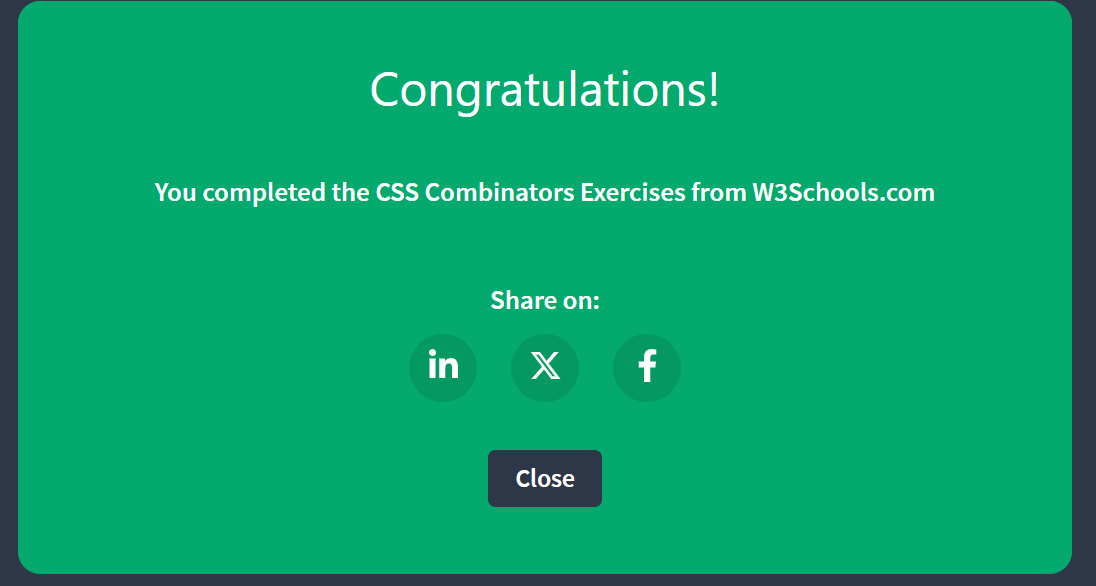 Congratulations!
You completed the CSS Combinators Exercises from W3Schools.com
Share on:
in X f
Close